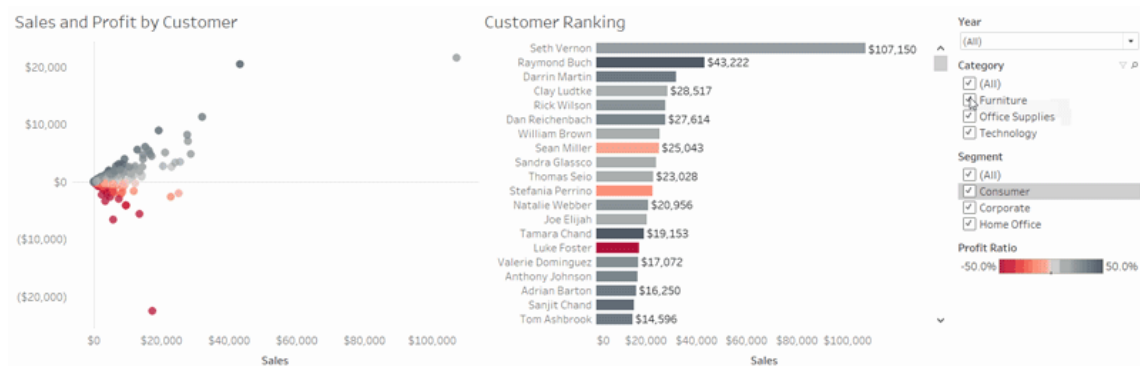 Sales and Profit by Customer
$20,000
$10,000
$0
($10,000)
($20,000)
$0 $20,000 $40,000 $60,000 $80,000 $100,000
Sales
Customer Ranking
Seth Vernon $107,150
Raymond Buch $43,222
Darrin Martin
Clay Ludtke $28,517
Rick Wilson
Dan Reichenbach $27,614
William Brown
Sean Miller $25,043
Sandra Glassco
Thomas Seio $23,028
Stefania Perrino
Natalie Webber $20,956
Joe Elijah
Tamara Chand $19,153
Luke Foster
Valerie Dominguez $17,072
Anthony Johnson
Adrian Barton $16,250
Sanjit Chand
Tom Ashbrook $14,596
$0 $20,000 $40,000 $60,000 $80,000 $100,000
Sales
Year
(All)
Category
(All)
Furniture
Office Supplies
Technology
Segment
(All)
Consumer
Corporate
Home Office
Profit Ratio
-50.0% 50.0%